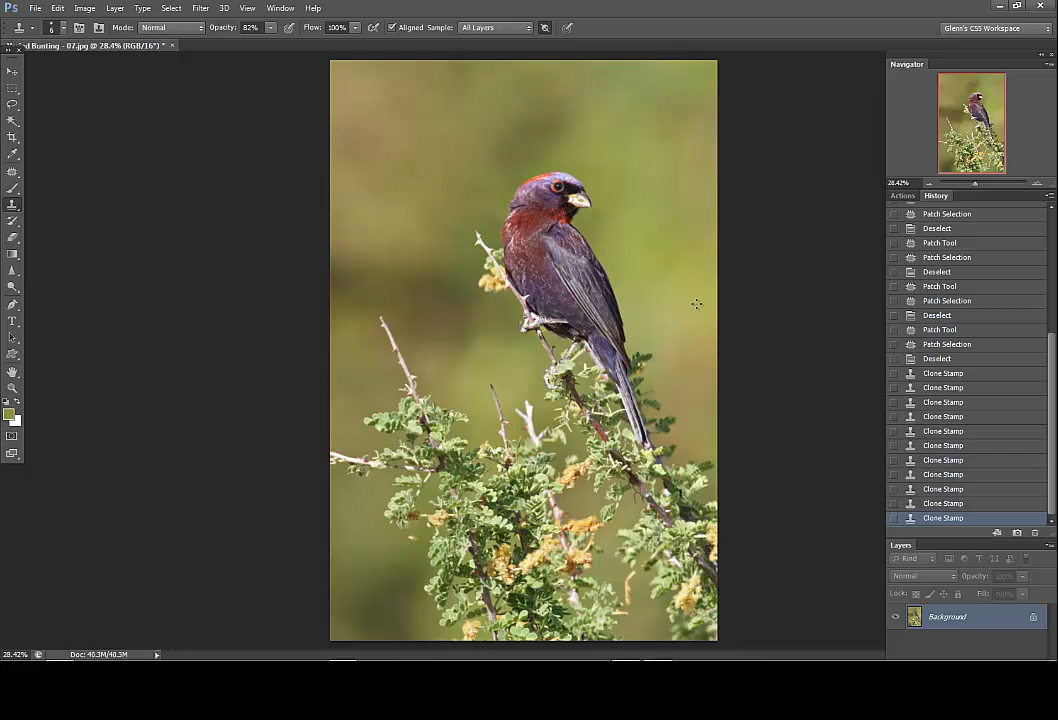 Ps File Edit Image Layer Type Select Filter 3D View Window Help
6 Mode: Normal Opacity: 82% Flow: 100% Aligned Sample: All Layers Glenn's CS5 Workspace
Bunting - 07.jpg @ 28.4% (RGB/16*) * ×
Navigator
28.42%
Actions History
Patch Selection
Deselect
Patch Tool
Patch Selection
Deselect
Patch Tool
Patch Selection
Deselect
Patch Tool
Patch Selection
Deselect
Clone Stamp
Clone Stamp
Clone Stamp
Clone Stamp
Clone Stamp
Clone Stamp
Clone Stamp
Clone Stamp
Clone Stamp
Clone Stamp
Clone Stamp
Layers
Kind
Normal Opacity: 100%
Lock: Fill: 100%
Background
28.42% Doc: 40.3M/40.3M